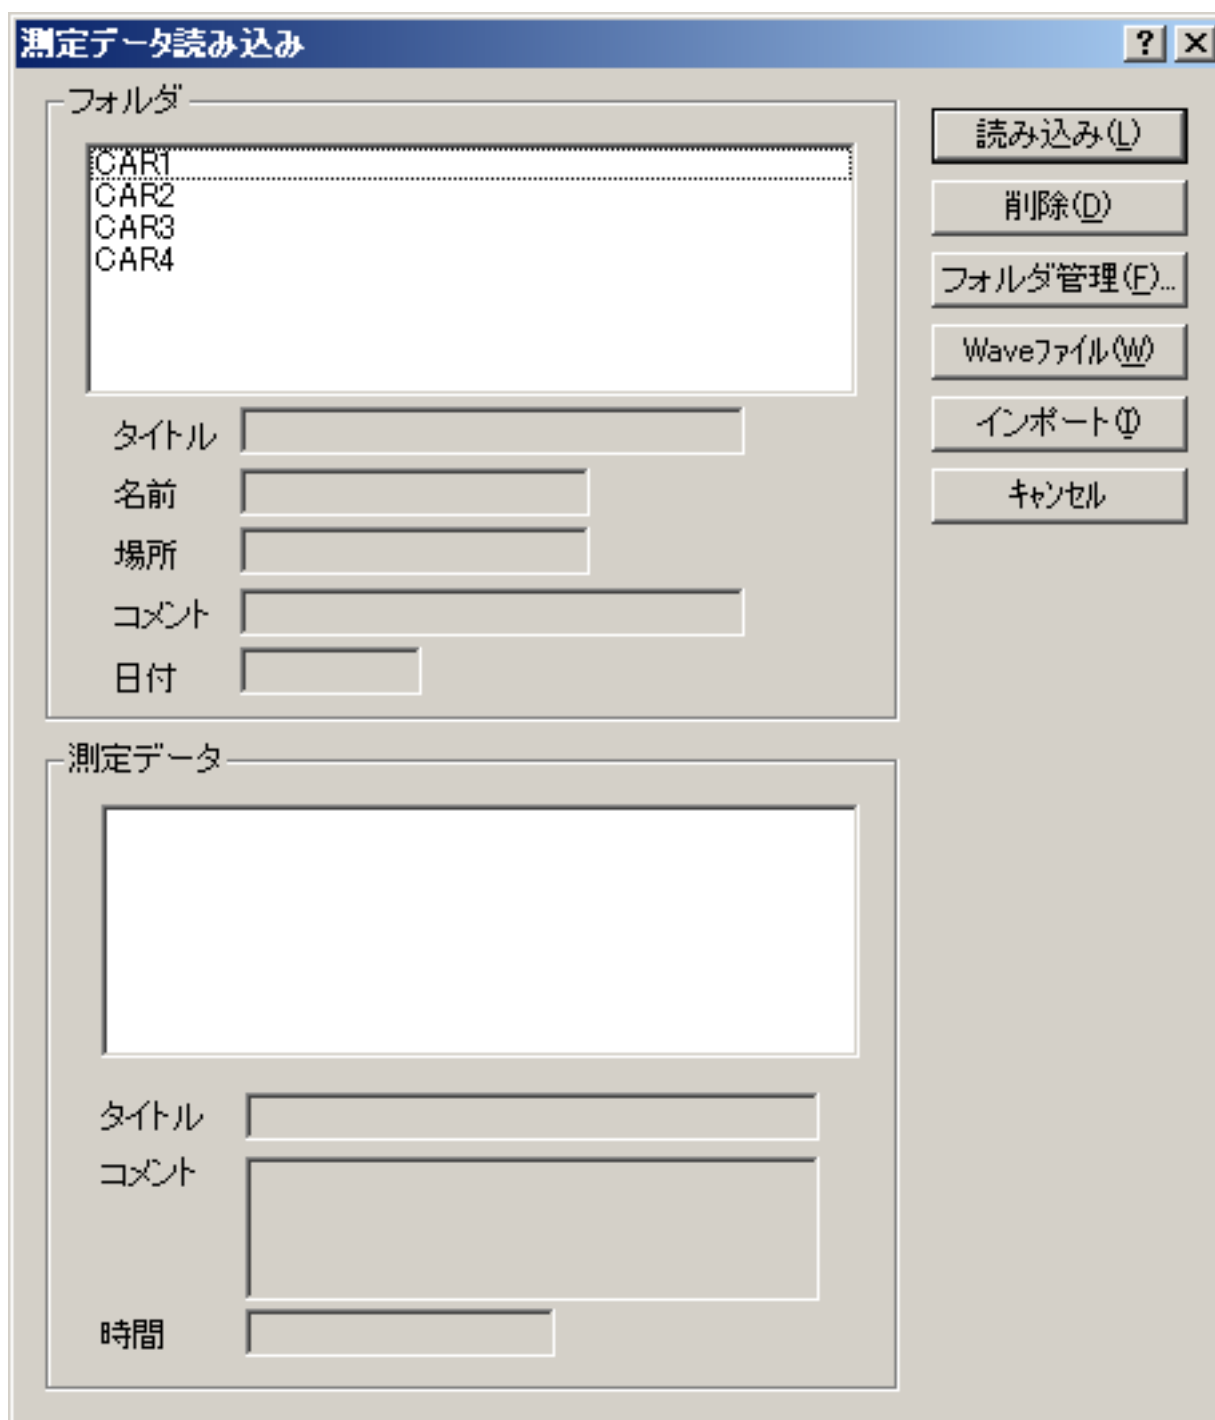 測定データ読み込み
フォルダ
CAR1
CAR2
CAR3
CAR4
タイトル
名前
場所
コメント
日付
測定データ
タイトル
コメント
時間
読み込み(L)
削除(D)
フォルダ管理(F)...
Waveファイル(W)
インポート(I)
キャンセル